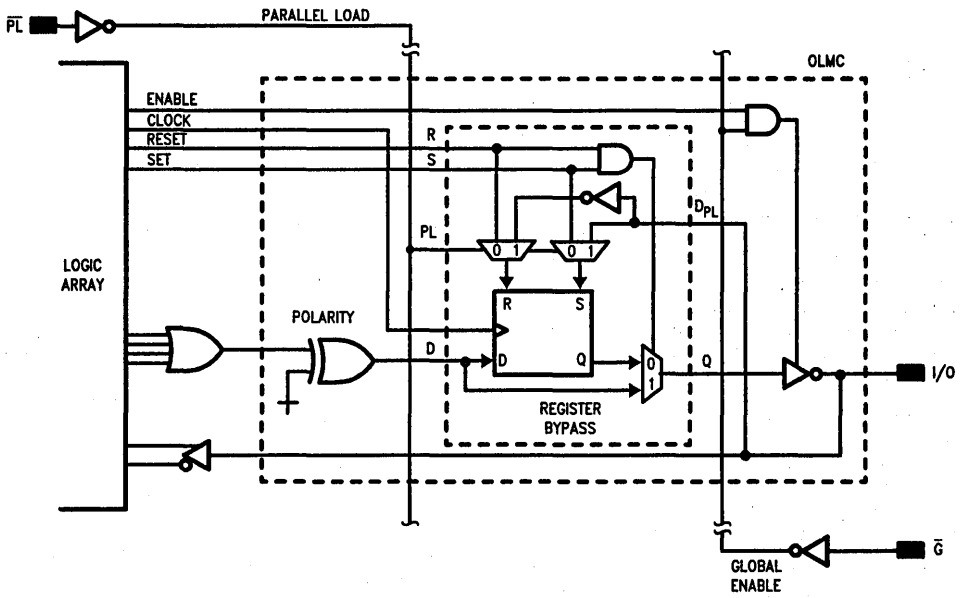 PL
PARALLEL LOAD
OLMC
ENABLE
CLOCK
RESET
R
SET
S
DPL
PL
0 1
0 1
LOGIC
ARRAY
R
S
POLARITY
D
D
Q
0
1
Q
I/O
REGISTER
BYPASS
G
GLOBAL
ENABLE